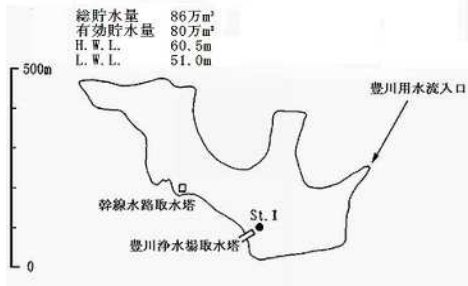 総貯水量 86万m³
有効貯水量 80万m³
H.W.L. 60.5m
L.W.L. 51.0m
500m
豊川用水流入口
幹線水路取水塔
St.I
豊川浄水場取水塔
0